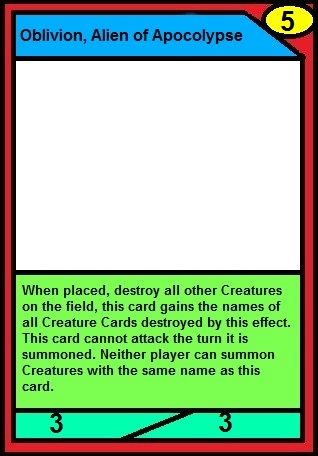 5
Oblivion, Alien of Apocolypse
When placed, destroy all other Creatures
on the field, this card gains the names of
all Creature Cards destroyed by this effect.
This card cannot attack the turn it is
summoned. Neither player can summon
Creatures with the same name as this
card.
3 3